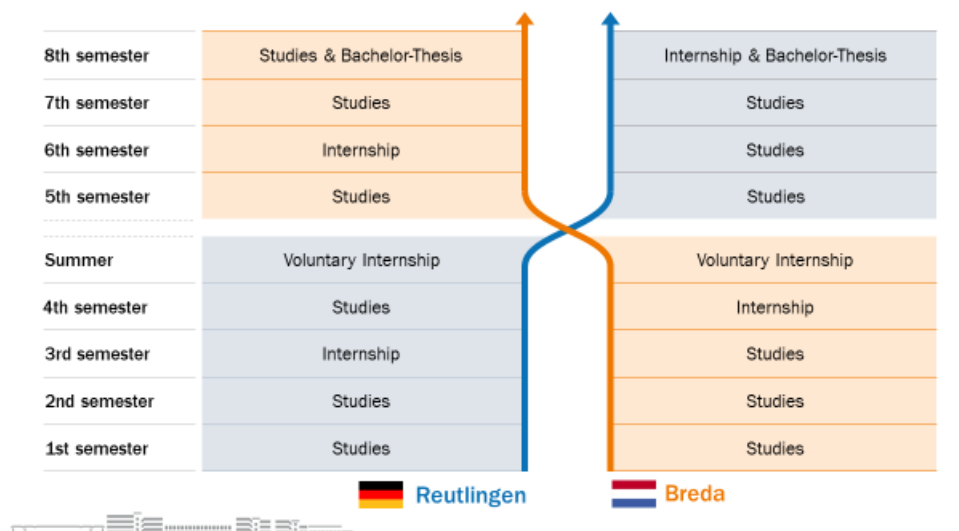 8th semester Studies & Bachelor-Thesis Internship & Bachelor-Thesis
7th semester Studies Studies
6th semester Internship Studies
5th semester Studies Studies
Summer Voluntary Internship Voluntary Internship
4th semester Studies Internship
3rd semester Internship Studies
2nd semester Studies Studies
1st semester Studies Studies
Reutlingen Breda